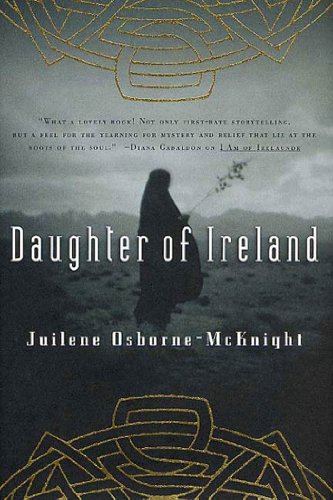 "What a lovely book! Not only first-rate storytelling,
but a feel for the yearning for mystery and belief that lie at the
roots of the soul." –Diana Gabaldon on I Am of Irelaunde
Daughter of Ireland
Juilene Osborne-McKnight